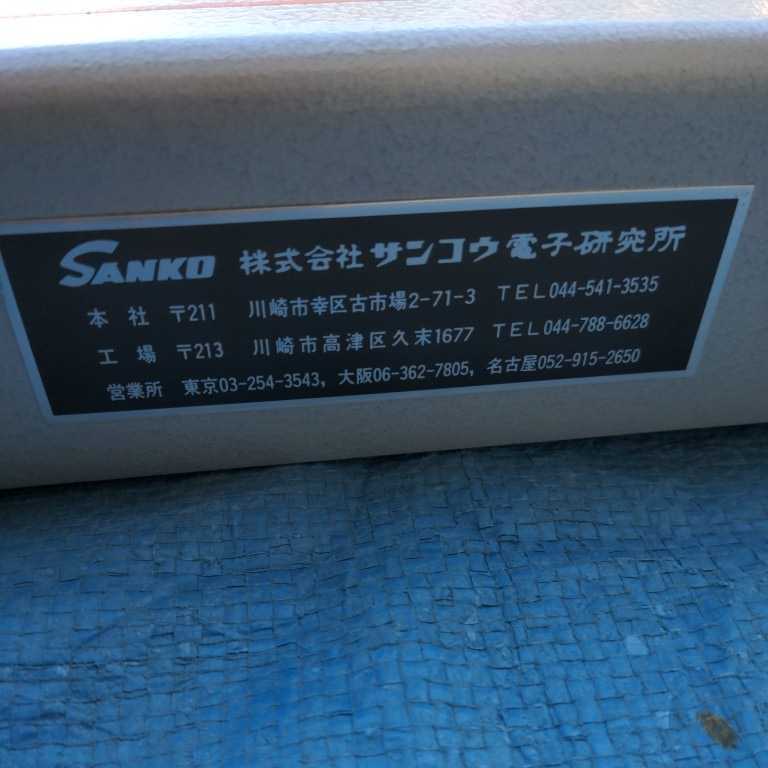 SANKO 株式会社サンコウ電子研究所
本社 〒211 川崎市幸区古市場2-71-3 TEL044-541-3535
工場 〒213 川崎市高津区久末1677 TEL044-788-6628
営業所 東京03-254-3543, 大阪06-362-7805, 名古屋052-915-2650